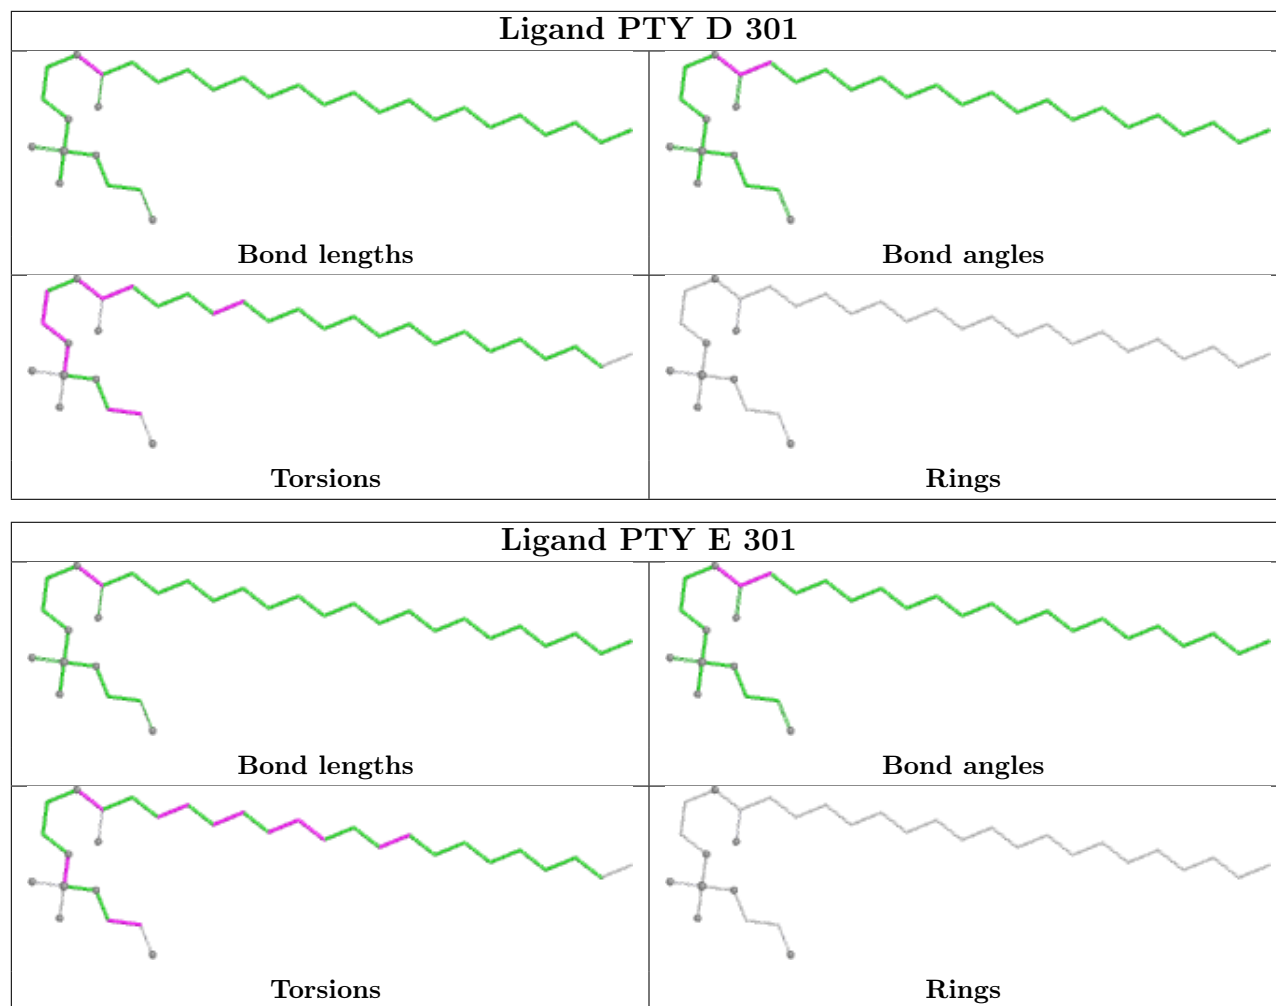 Ligand PTY D 301
Bond lengths
Bond angles
Torsions
Rings
Ligand PTY E 301
Bond lengths
Bond angles
Torsions
Rings